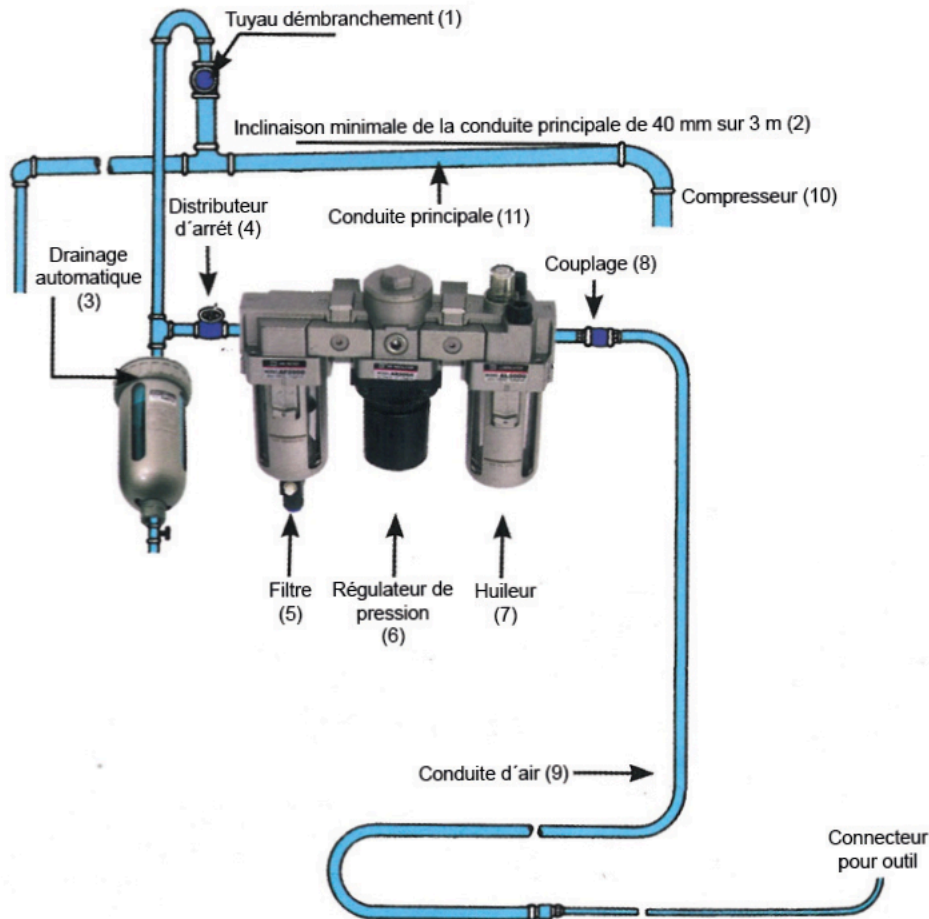 Tuyau démbranchement (1)
Inclinaison minimale de la conduite principale de 40 mm sur 3 m (2)
Compresseur (10)
Distributeur
d´arrét (4)
Conduite principale (11)
Drainage
automatique
(3)
Couplage (8)
Filtre
(5)
Régulateur de
pression
(6)
Huileur
(7)
Conduite d´air (9)
Connecteur
pour outil